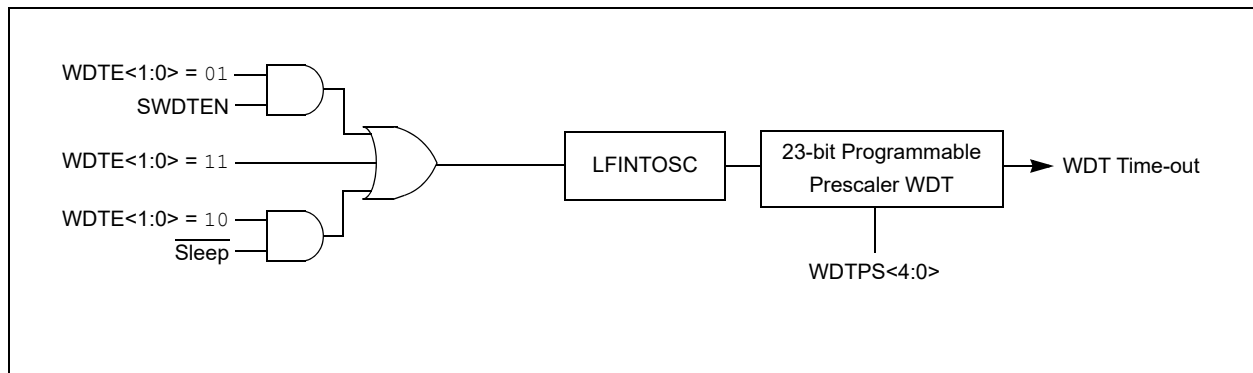 WDTE<1:0> = 01
SWDTEN
WDTE<1:0> = 11
WDTE<1:0> = 10
Sleep
LFINTOSC
23-bit Programmable
Prescaler WDT
WDT Time-out
WDTPS<4:0>